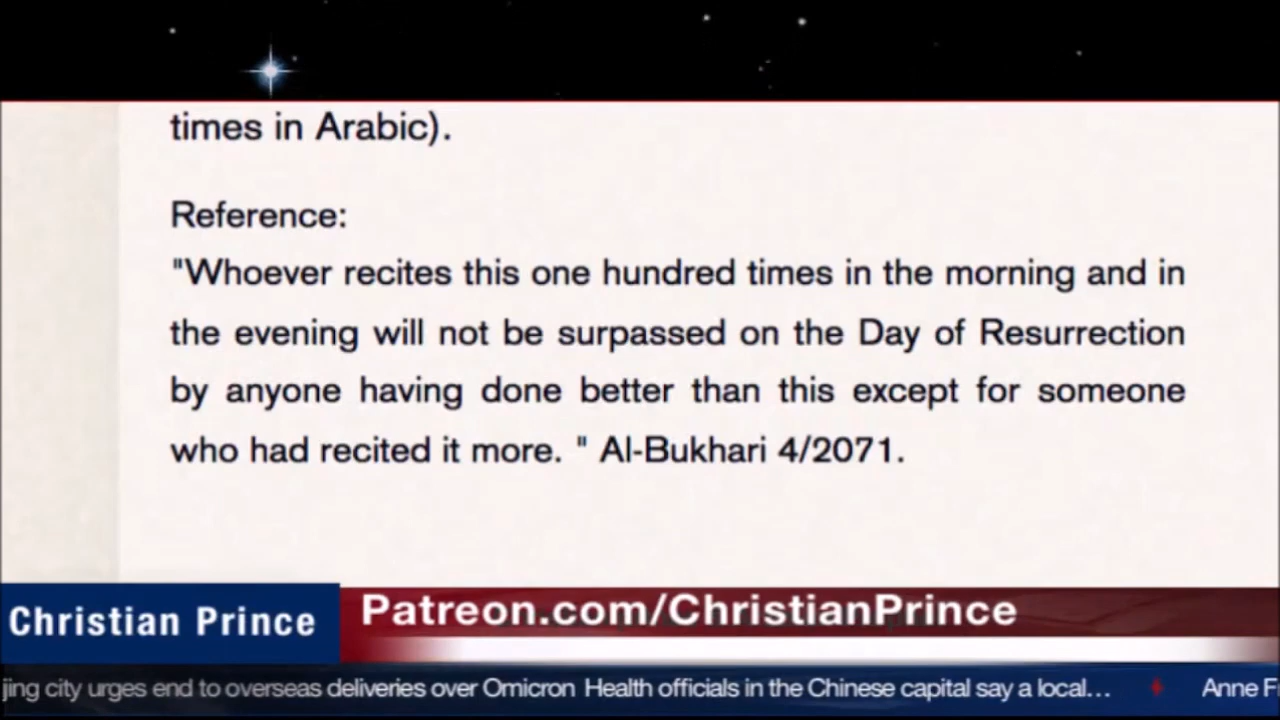 times in Arabic).
Reference:
"Whoever recites this one hundred times in the morning and in
the evening will not be surpassed on the Day of Resurrection
by anyone having done better than this except for someone
who had recited it more. " Al-Bukhari 4/2071.
Christian Prince
Patreon.com/ChristianPrince
jing city urges end to overseas deliveries over Omicron Health officials in the Chinese capital say a local... Anne F